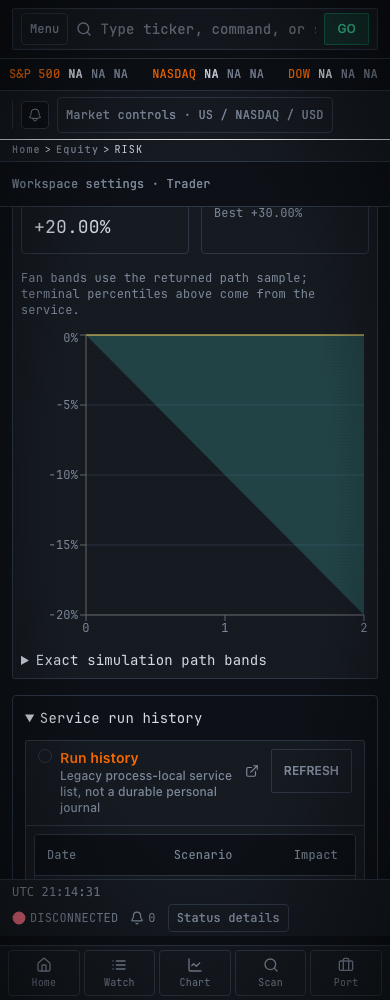 Menu
Type ticker, command, or
GO
S&P 500 NA NA NA NASDAQ NA NA NA DOW NA NA NA
Market controls · US / NASDAQ / USD
Home > Equity > RISK
Workspace settings · Trader
+20.00%
Best +30.00%
Fan bands use the returned path sample;
terminal percentiles above come from the
service.
0%
-5%
-10%
-15%
-20%
0 1 2
▶ Exact simulation path bands
▼ Service run history
Run history
Legacy process-local service
list, not a durable personal
journal
REFRESH
Date Scenario Impact
UTC 21:14:31
DISCONNECTED 0 Status details
Home Watch Chart Scan Port